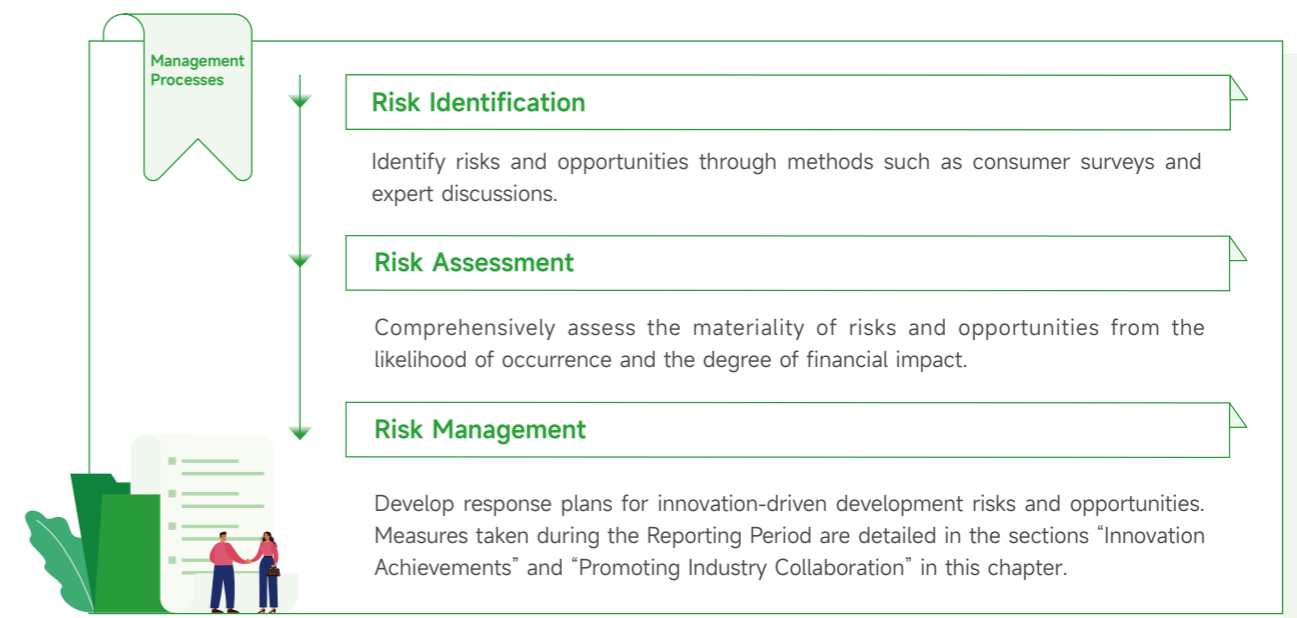 Management
Processes
Risk Identification
Identify risks and opportunities through methods such as consumer surveys and
expert discussions.
Risk Assessment
Comprehensively assess the materiality of risks and opportunities from the
likelihood of occurrence and the degree of financial impact.
Risk Management
Develop response plans for innovation-driven development risks and opportunities.
Measures taken during the Reporting Period are detailed in the sections “Innovation
Achievements” and “Promoting Industry Collaboration” in this chapter.